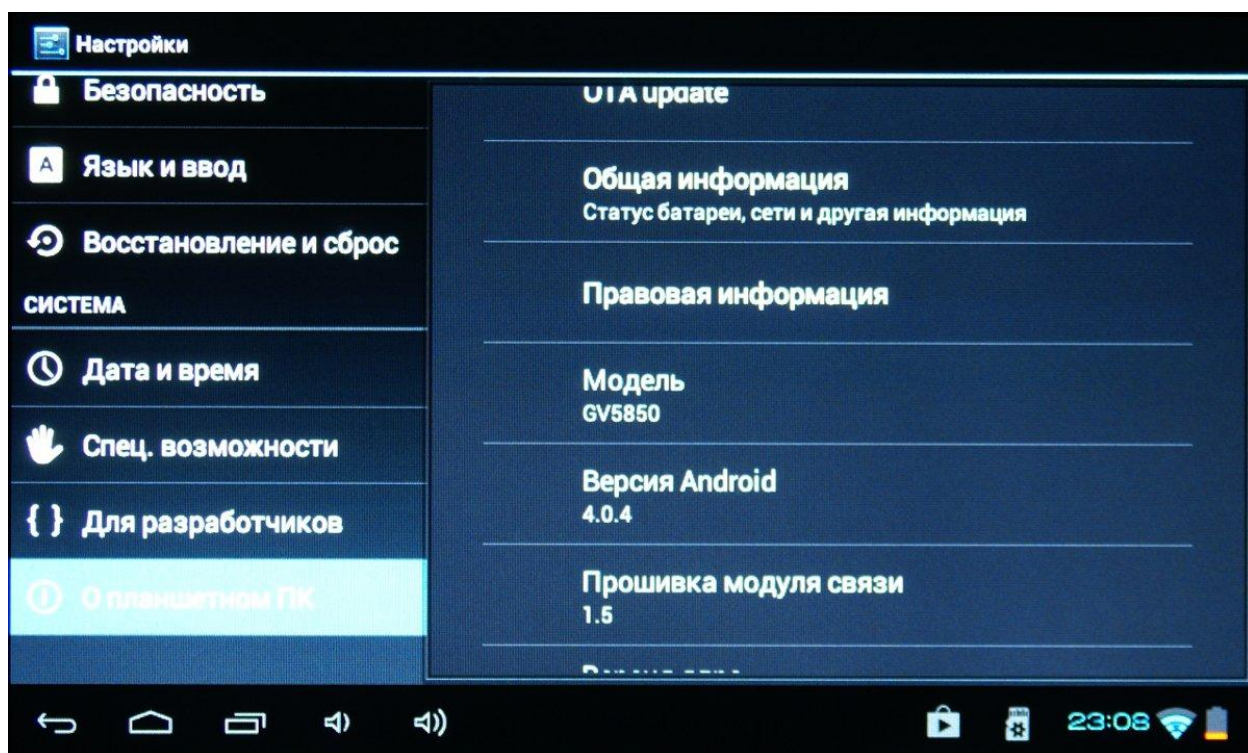 Настройки
Безопасность
Язык и ввод
Восстановление и сброс
СИСТЕМА
Дата и время
Спец. возможности
{ } Для разработчиков
О планшетном ПК
OTA update
Общая информация
Статус батареи, сети и другая информация
Правовая информация
Модель
GV5850
Версия Android
4.0.4
Прошивка модуля связи
1.5
23:08